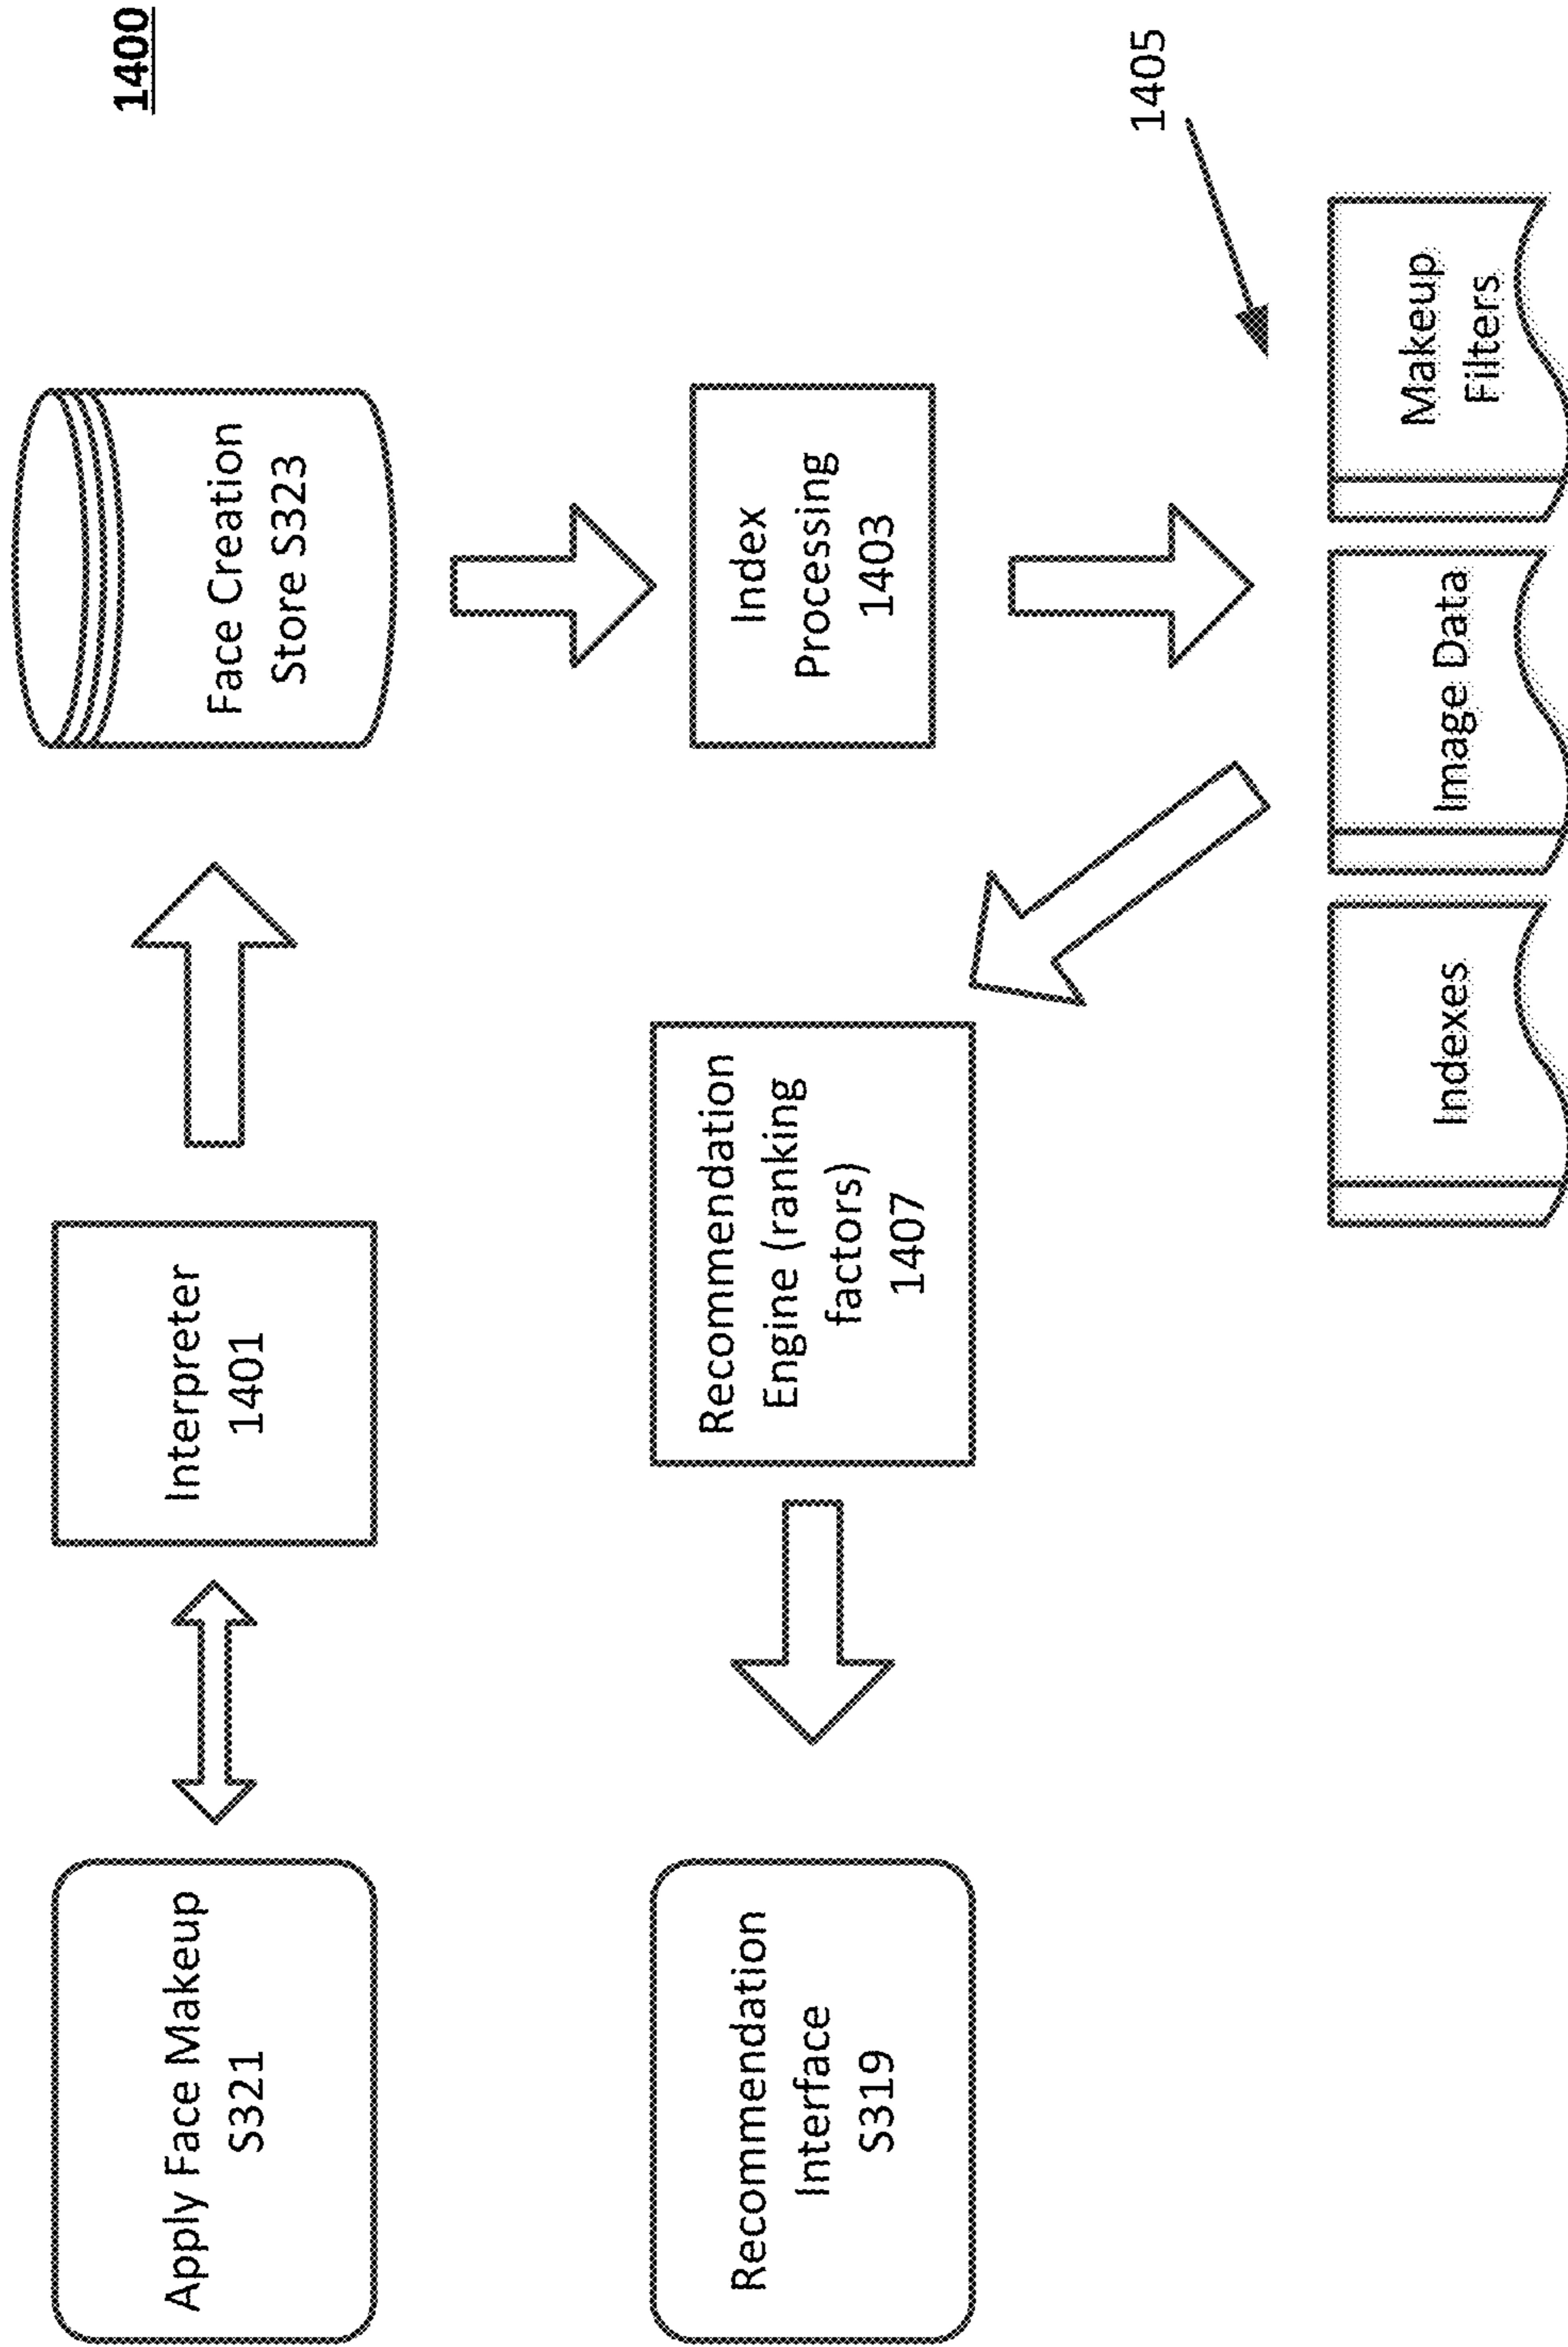 1400
Apply Face Makeup
S321
Interpreter
1401
Face Creation
Store S323
Recommendation
Interface
S319
Recommendation
Engine (ranking
factors)
1407
Index
Processing
1403
1405
Indexes
Image Data
Makeup
Filters